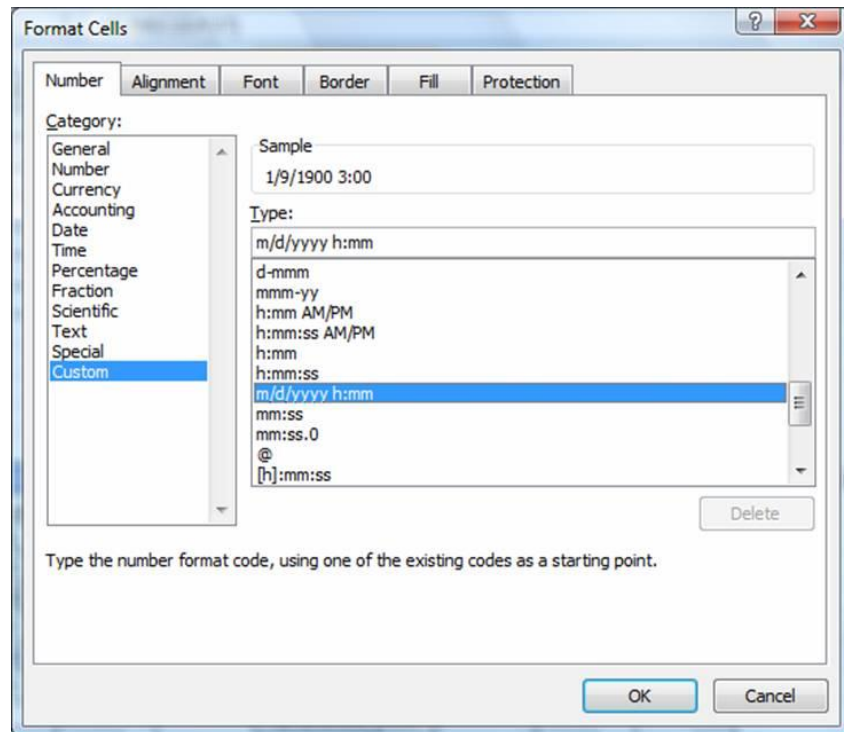 Format Cells
Number Alignment Font Border Fill Protection
Category:
General
Number
Currency
Accounting
Date
Time
Percentage
Fraction
Scientific
Text
Special
Custom
Sample
1/9/1900 3:00
Type:
m/d/yyyy h:mm
d-mmm
mmm-yy
h:mm AM/PM
h:mm:ss AM/PM
h:mm
h:mm:ss
m/d/yyyy h:mm
mm:ss
mm:ss.0
@
[h]:mm:ss
Delete
Type the number format code, using one of the existing codes as a starting point.
OK Cancel